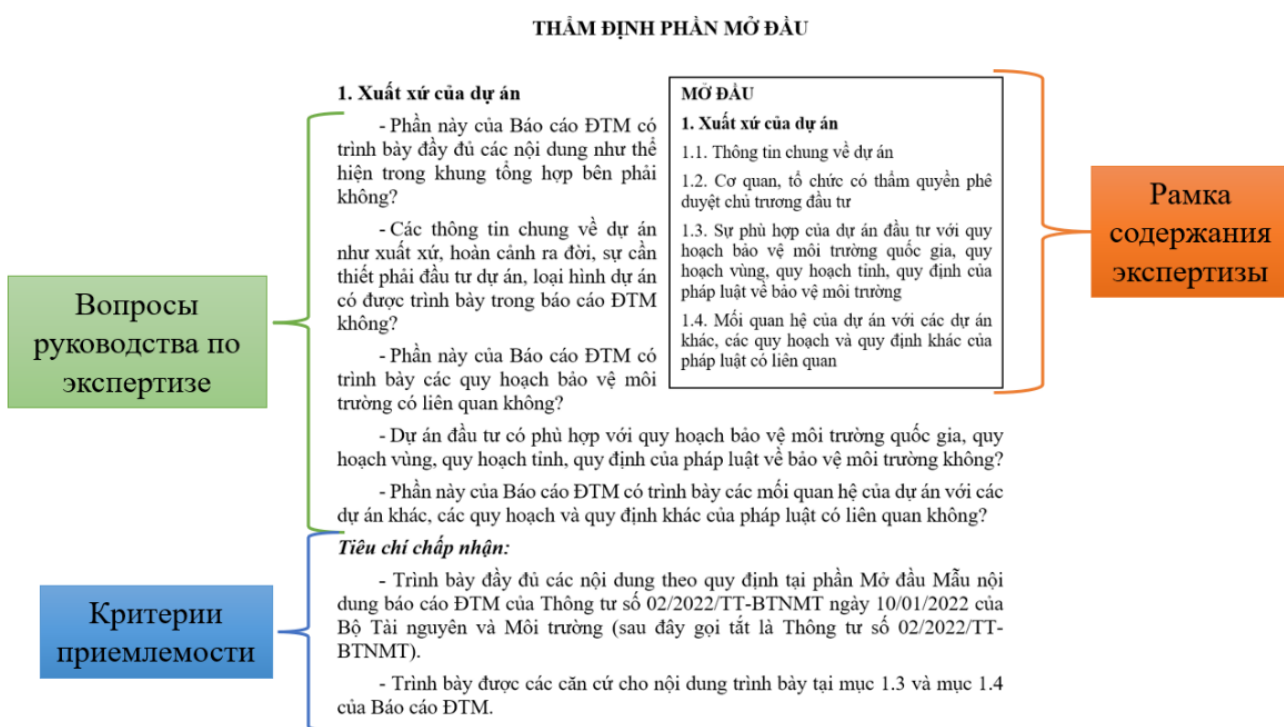 THẨM ĐỊNH PHẦN MỞ ĐẦU
1. Xuất xứ của dự án
- Phần này của Báo cáo ĐTM có
trình bày đầy đủ các nội dung như thể
hiện trong khung tổng hợp bên phải
không?
- Các thông tin chung về dự án
như xuất xứ, hoàn cảnh ra đời, sự cần
thiết phải đầu tư dự án, loại hình dự án
có được trình bày trong báo cáo ĐTM
không?
- Phần này của Báo cáo ĐTM có
trình bày các quy hoạch bảo vệ môi
trường có liên quan không?
MỞ ĐẦU
1. Xuất xứ của dự án
1.1. Thông tin chung về dự án
1.2. Cơ quan, tổ chức có thẩm quyền phê
duyệt chủ trương đầu tư
1.3. Sự phù hợp của dự án đầu tư với quy
hoạch bảo vệ môi trường quốc gia, quy
hoạch vùng, quy hoạch tỉnh, quy định của
pháp luật về bảo vệ môi trường
1.4. Mối quan hệ của dự án với các dự án
khác, các quy hoạch và quy định khác của
pháp luật có liên quan
- Dự án đầu tư có phù hợp với quy hoạch bảo vệ môi trường quốc gia, quy
hoạch vùng, quy hoạch tỉnh, quy định của pháp luật về bảo vệ môi trường không?
- Phần này của Báo cáo ĐTM có trình bày các mối quan hệ của dự án với các
dự án khác, các quy hoạch và quy định khác của pháp luật có liên quan không?
Tiêu chí chấp nhận:
- Trình bày đầy đủ các nội dung theo quy định tại phần Mở đầu Mẫu nội
dung báo cáo ĐTM của Thông tư số 02/2022/TT-BTNMT ngày 10/01/2022 của
Bộ Tài nguyên và Môi trường (sau đây gọi tắt là Thông tư số 02/2022/TT-
BTNMT).
- Trình bày được các căn cứ cho nội dung trình bày tại mục 1.3 và mục 1.4
của Báo cáo ĐTM.
Вопросы
руководства по
экспертизе
Критерии
приемлемости
Рамка
содержания
экспертизы